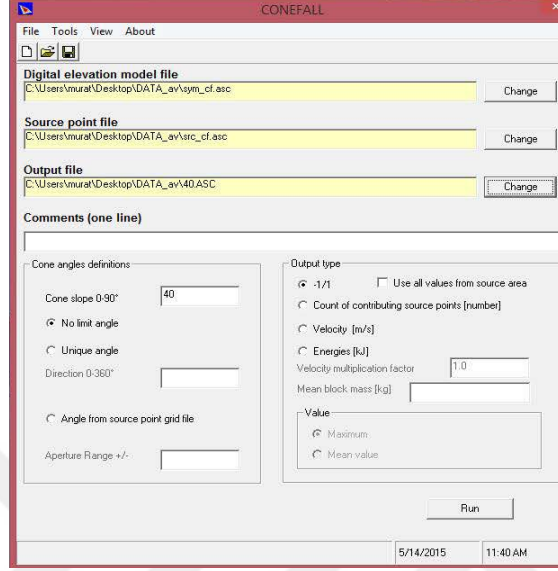 CONEFALL
File Tools View About
Digital elevation model file
C:\Users\murat\Desktop\DATA_av\sym_cf.asc
Change
Source point file
C:\Users\murat\Desktop\DATA_av\src_cf.asc
Change
Output file
C:\Users\murat\Desktop\DATA_av\40.ASC
Change
Comments (one line)
Cone angles definitions
Cone slope 0-90°
40
No limit angle
Unique angle
Direction 0-360°
Angle from source point grid file
Aperture Range +/-
Output type
-1/1
Use all values from source area
Count of contributing source points [number]
Velocity [m/s]
Energies [kJ]
Velocity multiplication factor
1.0
Mean block mass [kg]
Value
Maximum
Mean value
Run
5/14/2015
11:40 AM